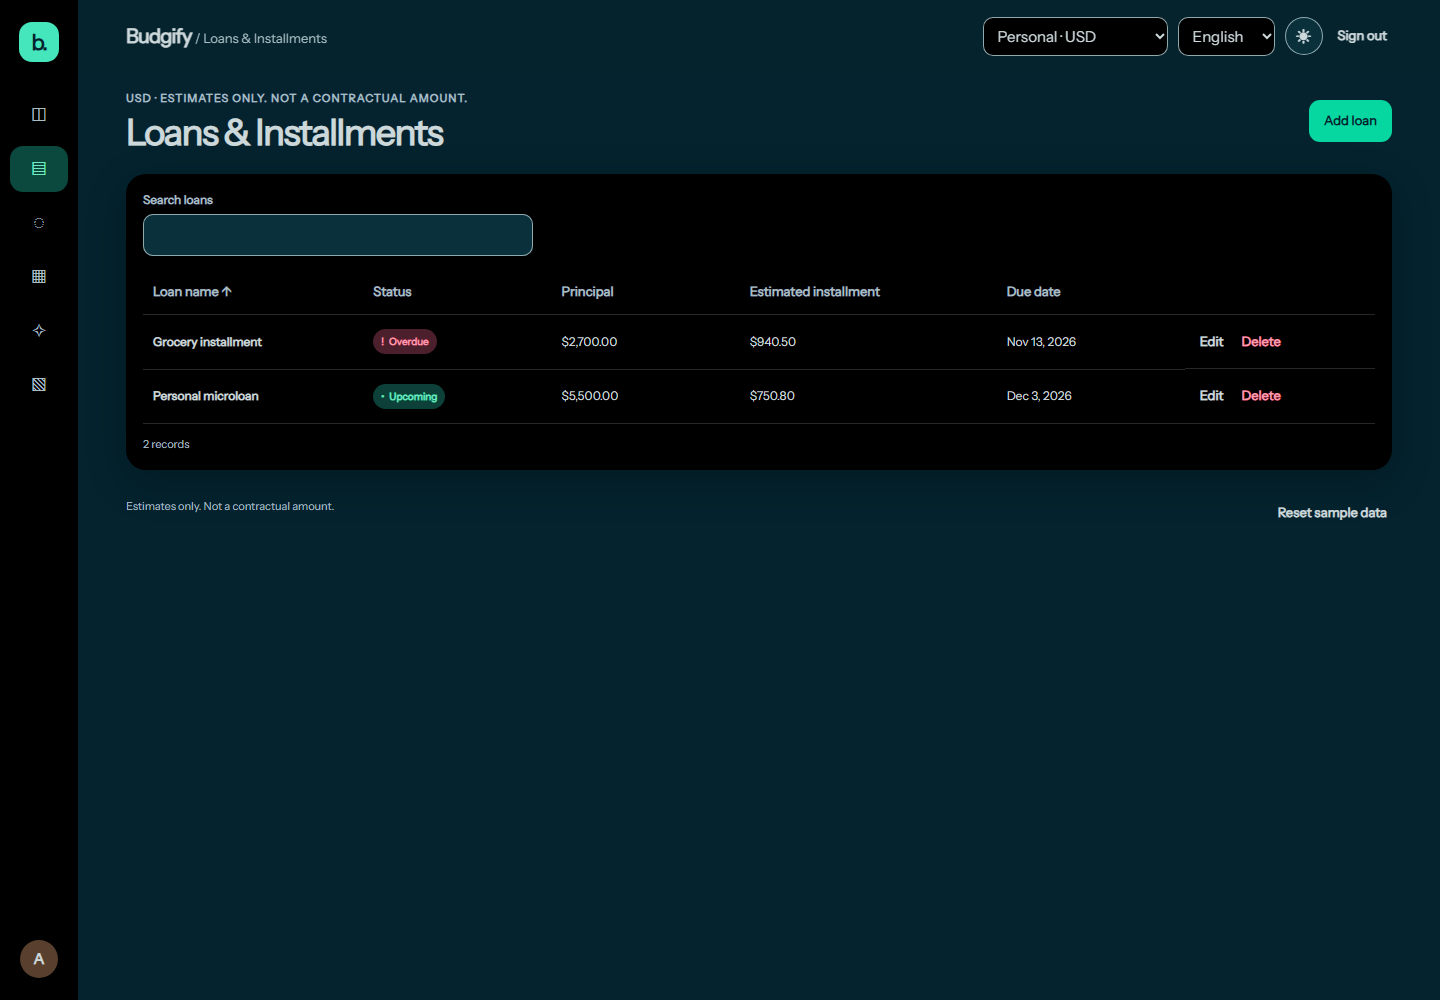 b.
Budgify / Loans & Installments
Personal · USD
English
Sign out
USD · ESTIMATES ONLY. NOT A CONTRACTUAL AMOUNT.
Loans & Installments
Add loan
Search loans
Loan name ↑ Status Principal Estimated installment Due date
Grocery installment ! Overdue $2,700.00 $940.50 Nov 13, 2026 Edit Delete
Personal microloan • Upcoming $5,500.00 $750.80 Dec 3, 2026 Edit Delete
2 records
Estimates only. Not a contractual amount.
Reset sample data
A